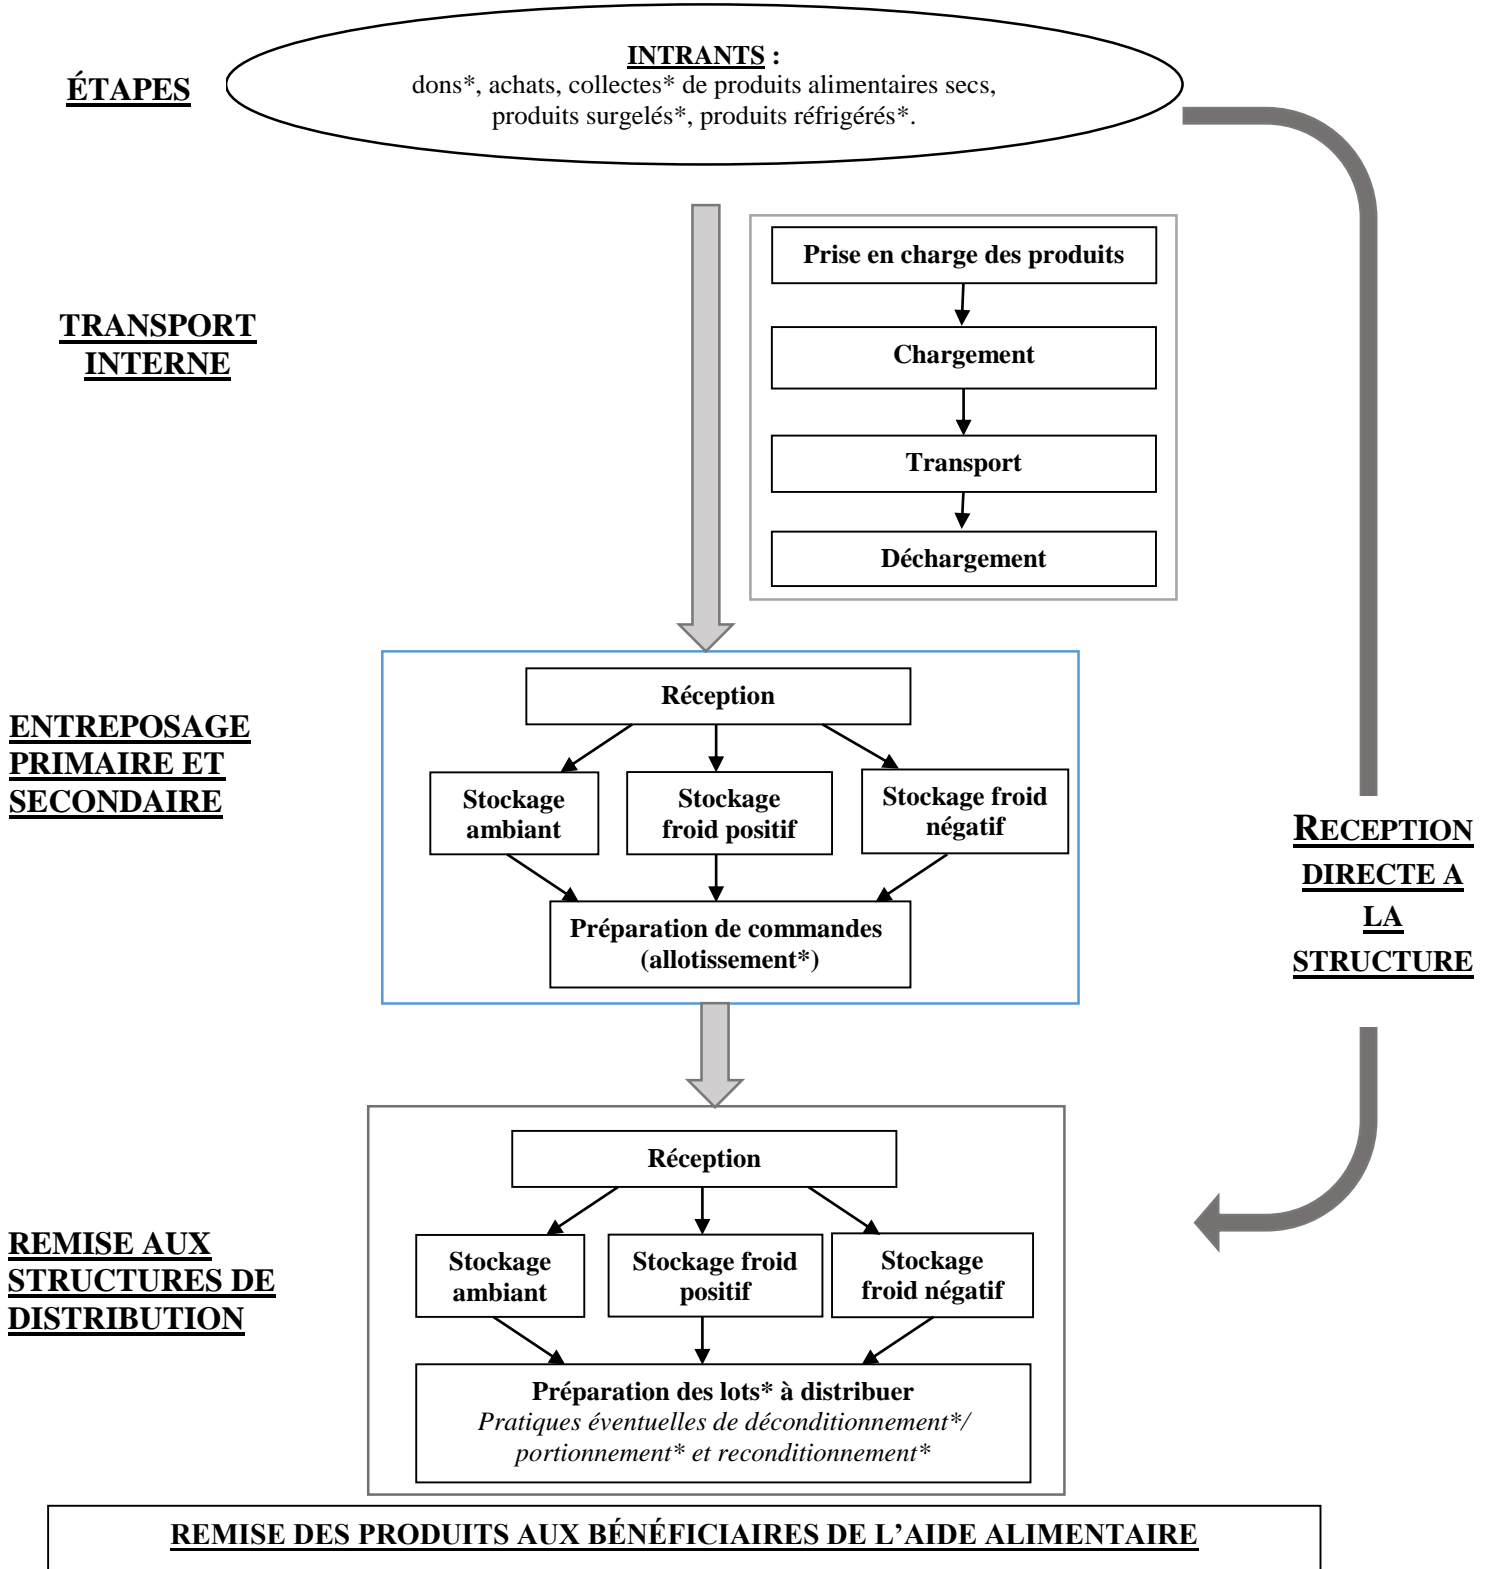 ÉTAPES
INTRANTS :
dons*, achats, collectes* de produits alimentaires secs,
produits surgelés*, produits réfrigérés*.
TRANSPORT
INTERNE
Prise en charge des produits
Chargement
Transport
Déchargement
ENTREPOSAGE
PRIMAIRE ET
SECONDAIRE
Réception
Stockage
ambiant
Stockage
froid positif
Stockage froid
négatif
Préparation de commandes
(allotissement*)
RECEPTION
DIRECTE A
LA
STRUCTURE
REMISE AUX
STRUCTURES DE
DISTRIBUTION
Réception
Stockage
ambiant
Stockage froid
positif
Stockage
froid négatif
Préparation des lots* à distribuer
Pratiques éventuelles de déconditionnement*/
portionnement* et reconditionnement*
REMISE DES PRODUITS AUX BÉNÉFICIAIRES DE L'AIDE ALIMENTAIRE